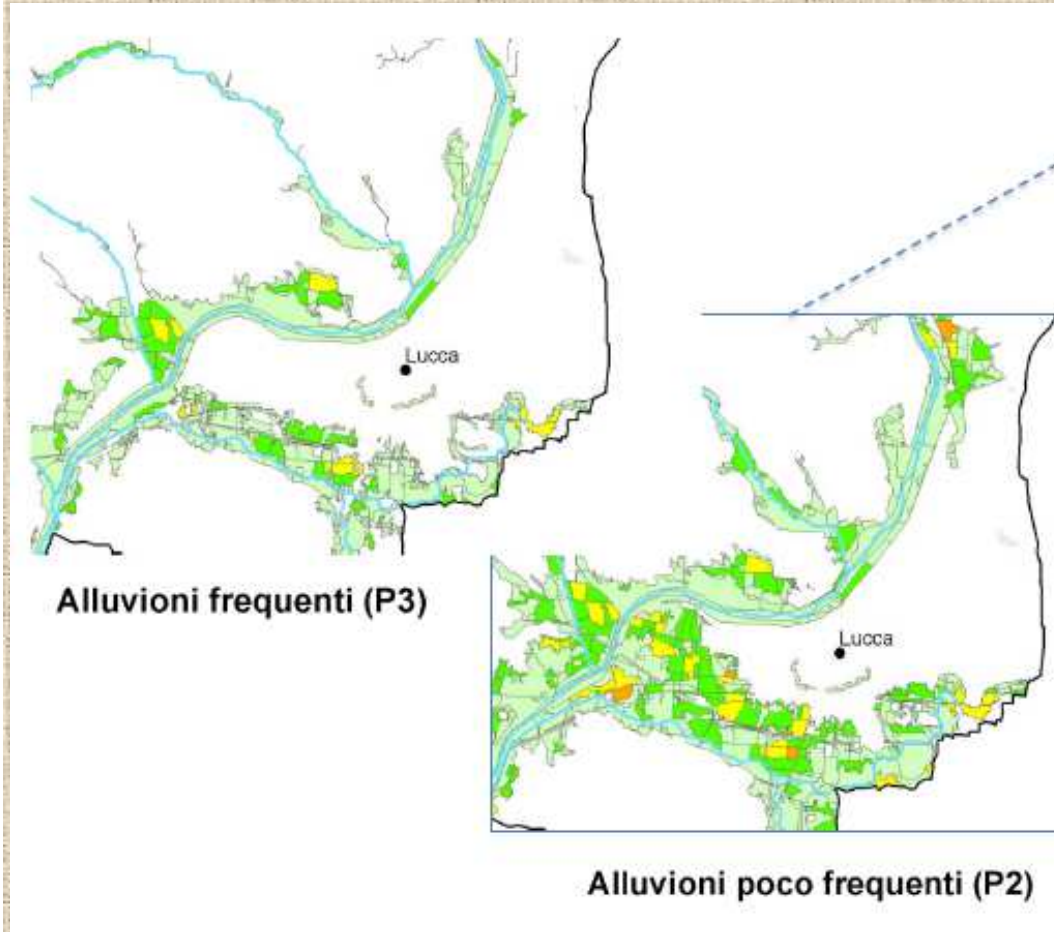 Lucca
Alluvioni frequenti (P3)
Lucca
Alluvioni poco frequenti (P2)